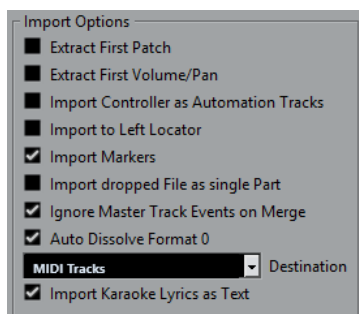 Import Options
Extract First Patch
Extract First Volume/Pan
Import Controller as Automation Tracks
Import to Left Locator
Import Markers
Import dropped File as single Part
Ignore Master Track Events on Merge
Auto Dissolve Format 0
MIDI Tracks Destination
Import Karaoke Lyrics as Text